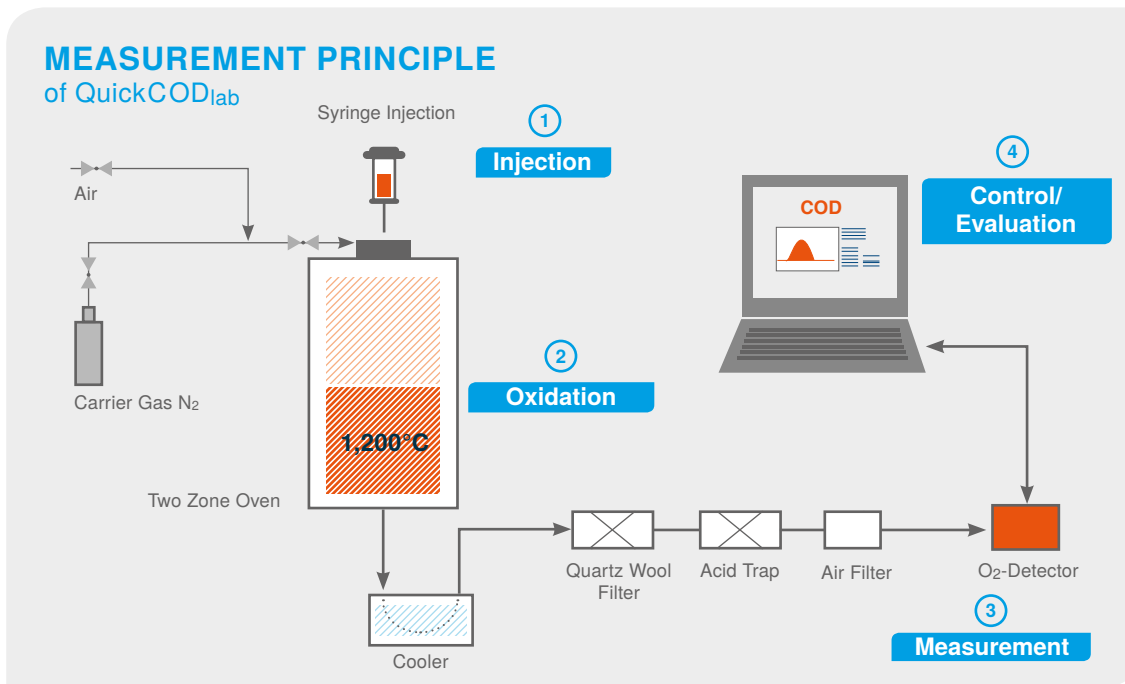 MEASUREMENT PRINCIPLE
of QuickCODlab
Syringe Injection
1
Injection
4
Control/
Evaluation
Air
COD
Carrier Gas N2
2
Oxidation
1,200°C
Two Zone Oven
Quartz Wool
Filter
Acid Trap
Air Filter
O2-Detector
3
Measurement
Cooler